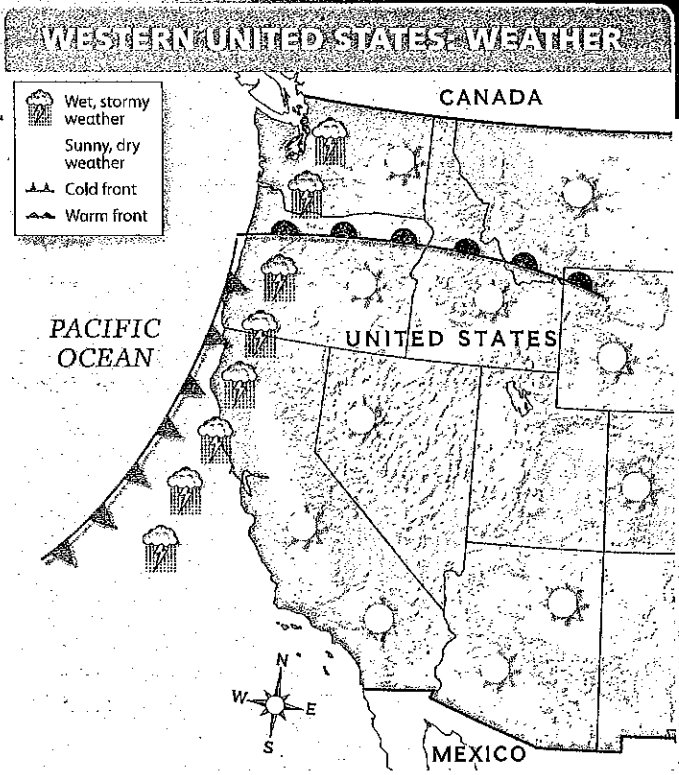 WESTERN UNITED STATES: WEATHER
Wet, stormy
weather
Sunny, dry
weather
Cold front
Warm front
CANADA
PACIFIC
OCEAN
UNITED STATES
N
W
E
S
MEXICO